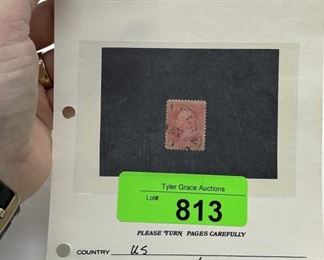 Tyler Grace Auctions
Lot#.
813
PLEASE TURN PAGES CAREFULLY
COUNTRY US